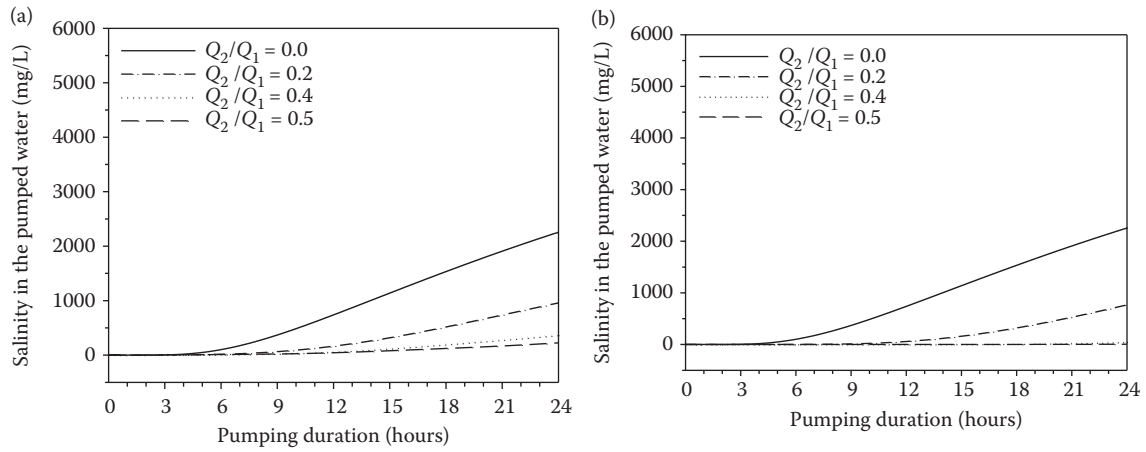 (a)
Salinity in the pumped water (mg/L)
6000
5000
4000
3000
2000
1000
0
Q2/Q1 = 0.0
Q2 /Q1 = 0.2
Q2 /Q1 = 0.4
Q2 /Q1 = 0.5
0 3 6 9 12 15 18 21 24
Pumping duration (hours)
(b)
Salinity in the pumped water (mg/L)
6000
5000
4000
3000
2000
1000
0
Q2 /Q1 = 0.0
Q2 /Q1 = 0.2
Q2 /Q1 = 0.4
Q2/Q1 = 0.5
0 3 6 9 12 15 18 21 24
Pumping duration (hours)